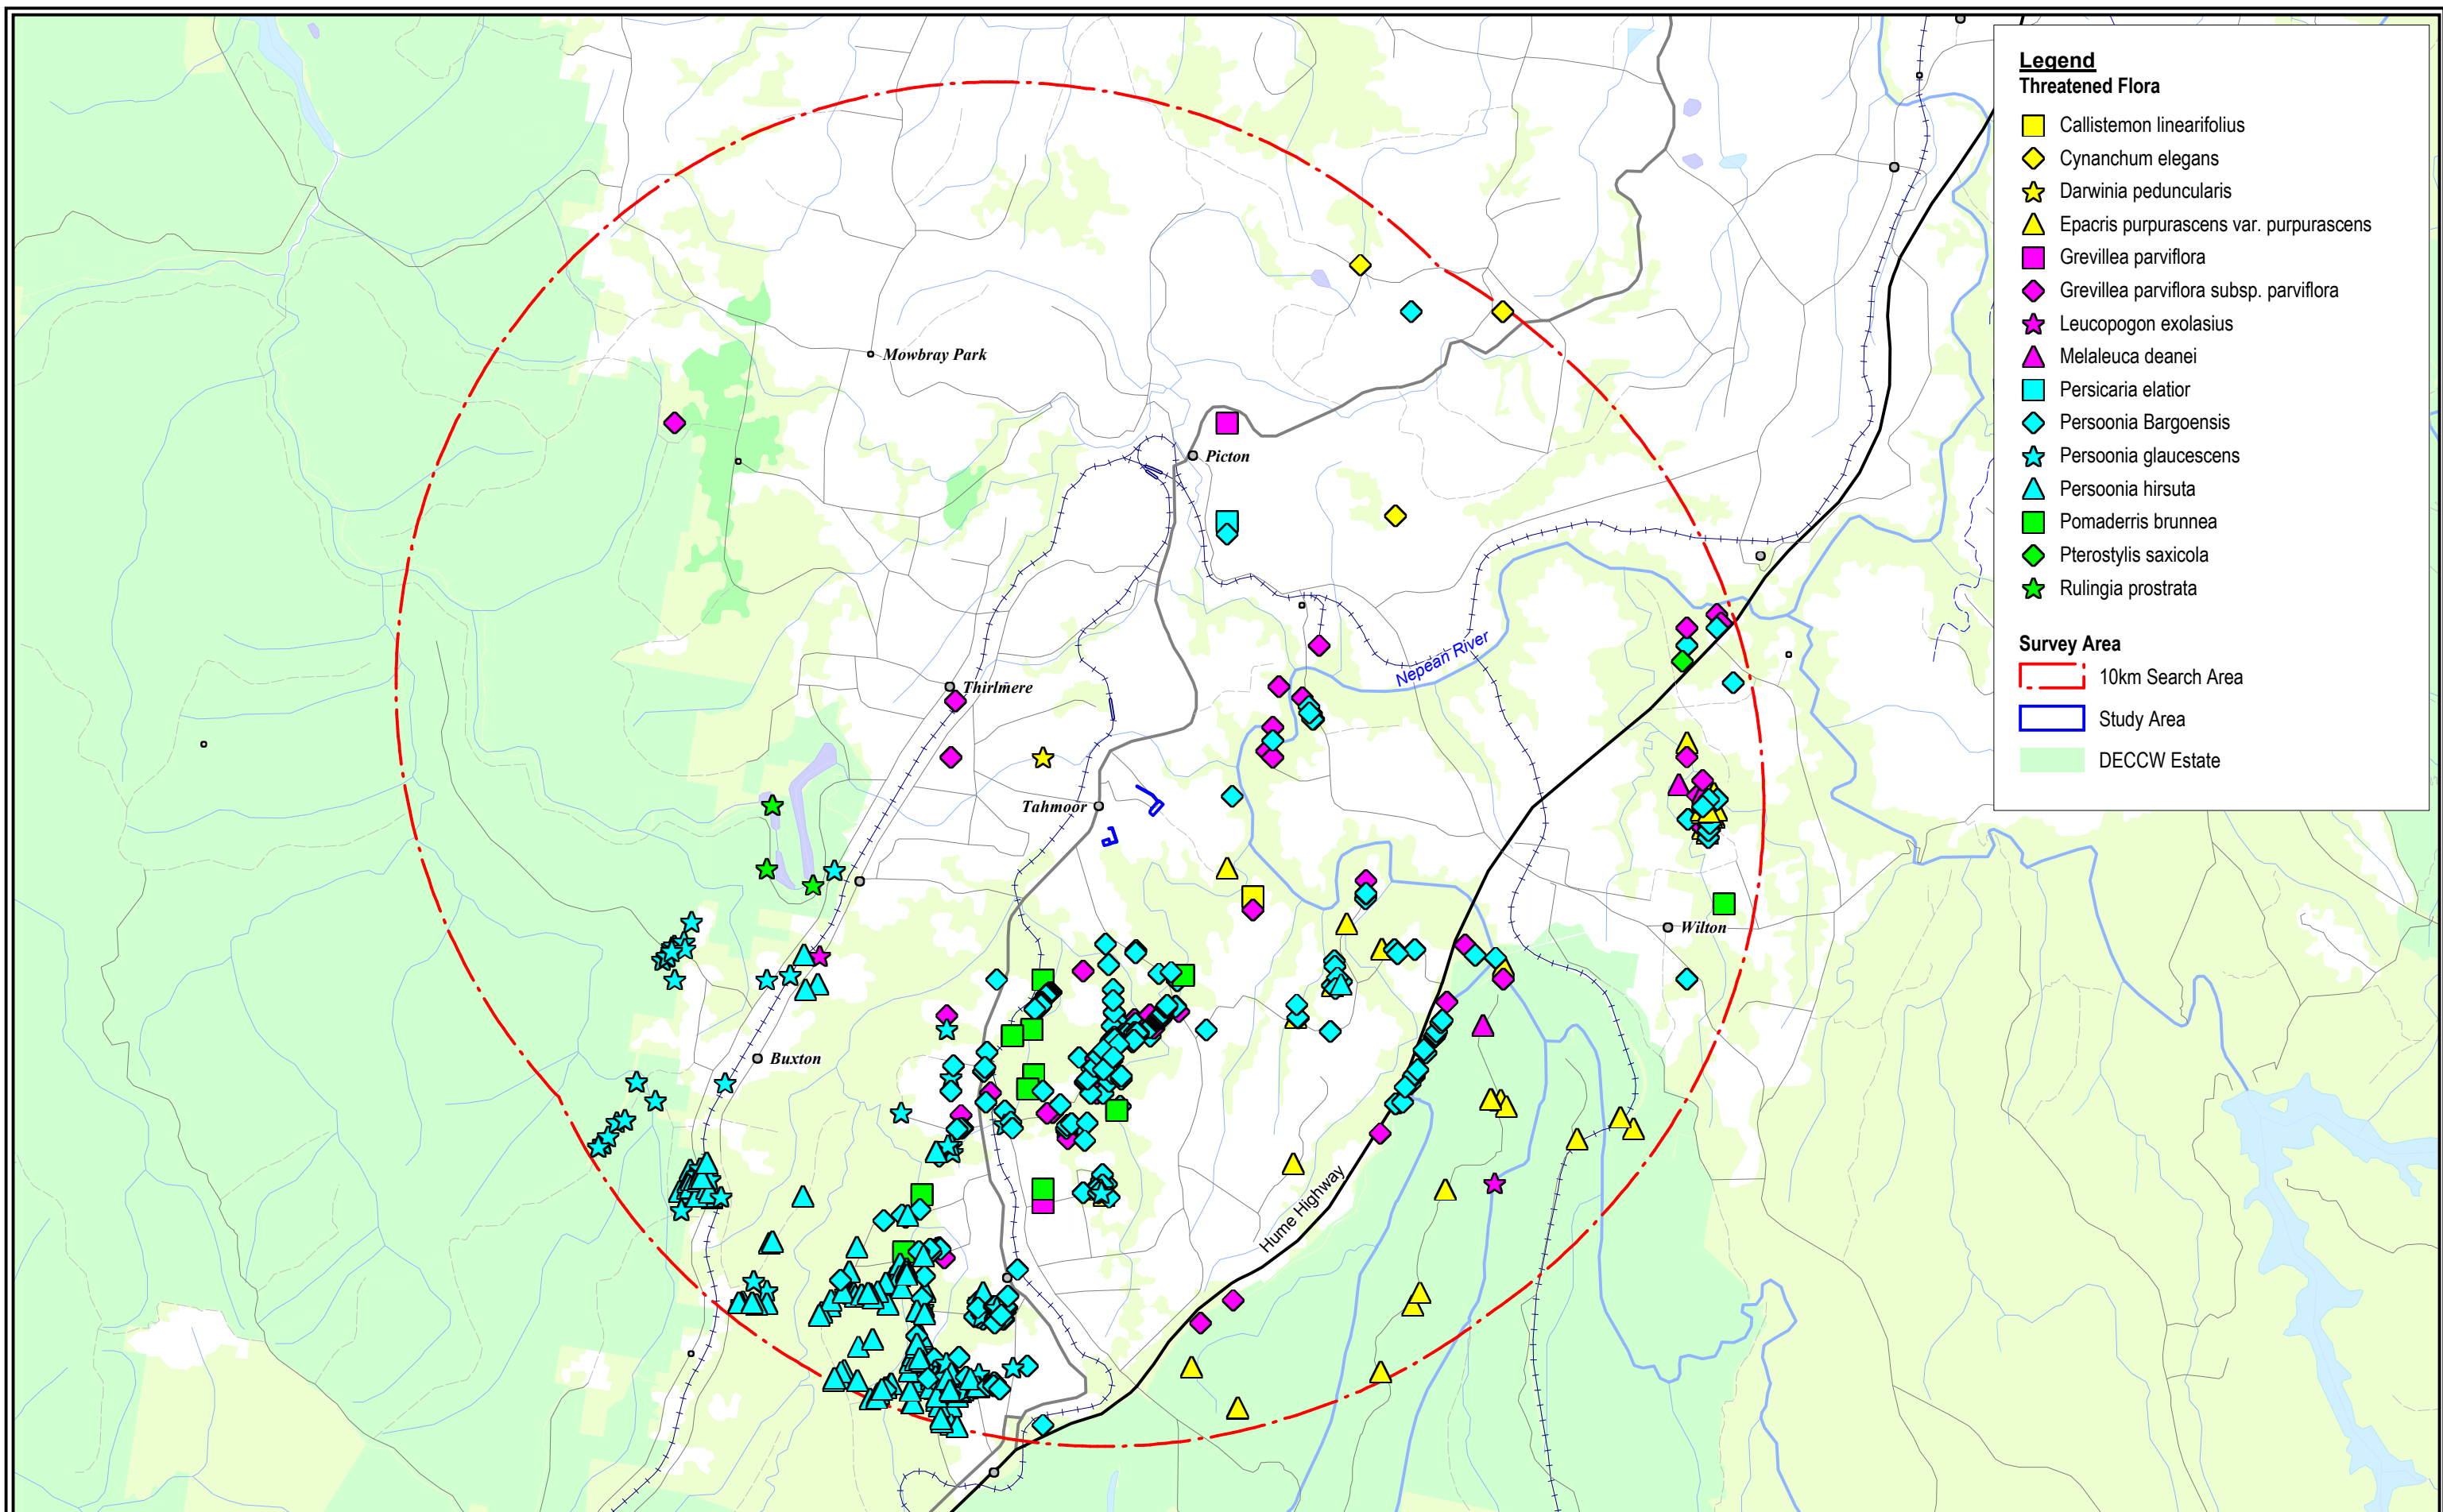 Legend
Threatened Flora
Callistemon linearifolius
Cynanchum elegans
Darwinia peduncularis
Epacris purpurascens var. purpurascens
Grevillea parviflora
Grevillea parviflora subsp. parviflora
Leucopogon exolasius
Melaleuca deanei
Persicaria elatior
Persoonia Bargoensis
Persoonia glaucescens
Persoonia hirsuta
Pomaderris brunnea
Pterostylis saxicola
Rulingia prostrata
Survey Area
10km Search Area
Study Area
DECCW Estate
Mowbray Park
Picton
Nepean River
Thirlmere
Tahmoor
Wilton
Buxton
Hume Highway